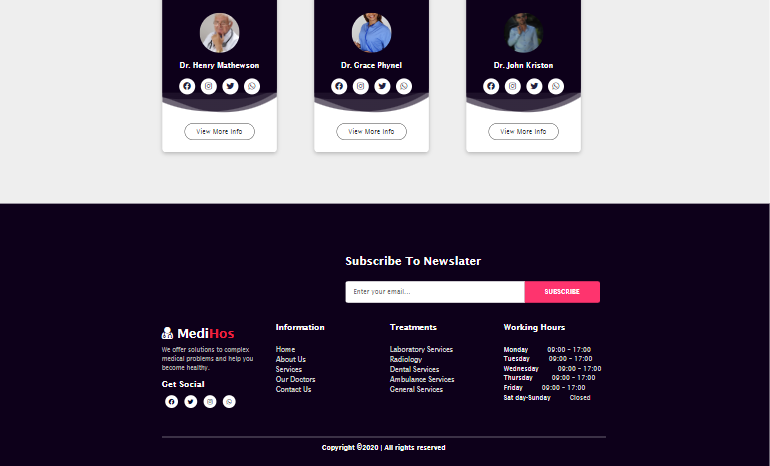 Dr. Henry Mathewson
Dr. Grace Phynel
Dr. John Kriston
View More Info
View More Info
View More Info
Subscribe To Newslater
Enter your email...
SUBSCRIBE
MediHos
We offer solutions to complex
medical problems and help you
become healthy.
Get Social
Information
Home
About Us
Services
Our Doctors
Contact Us
Treatments
Laboratory Services
Radiology
Dental Services
Ambulance Services
General Services
Working Hours
Monday 09:00 - 17:00
Tuesday 09:00 - 17:00
Wednesday 09:00 - 17:00
Thursday 09:00 - 17:00
Friday 09:00 - 17:00
Sat day-Sunday Closed
Copyright ©2020 | All rights reserved